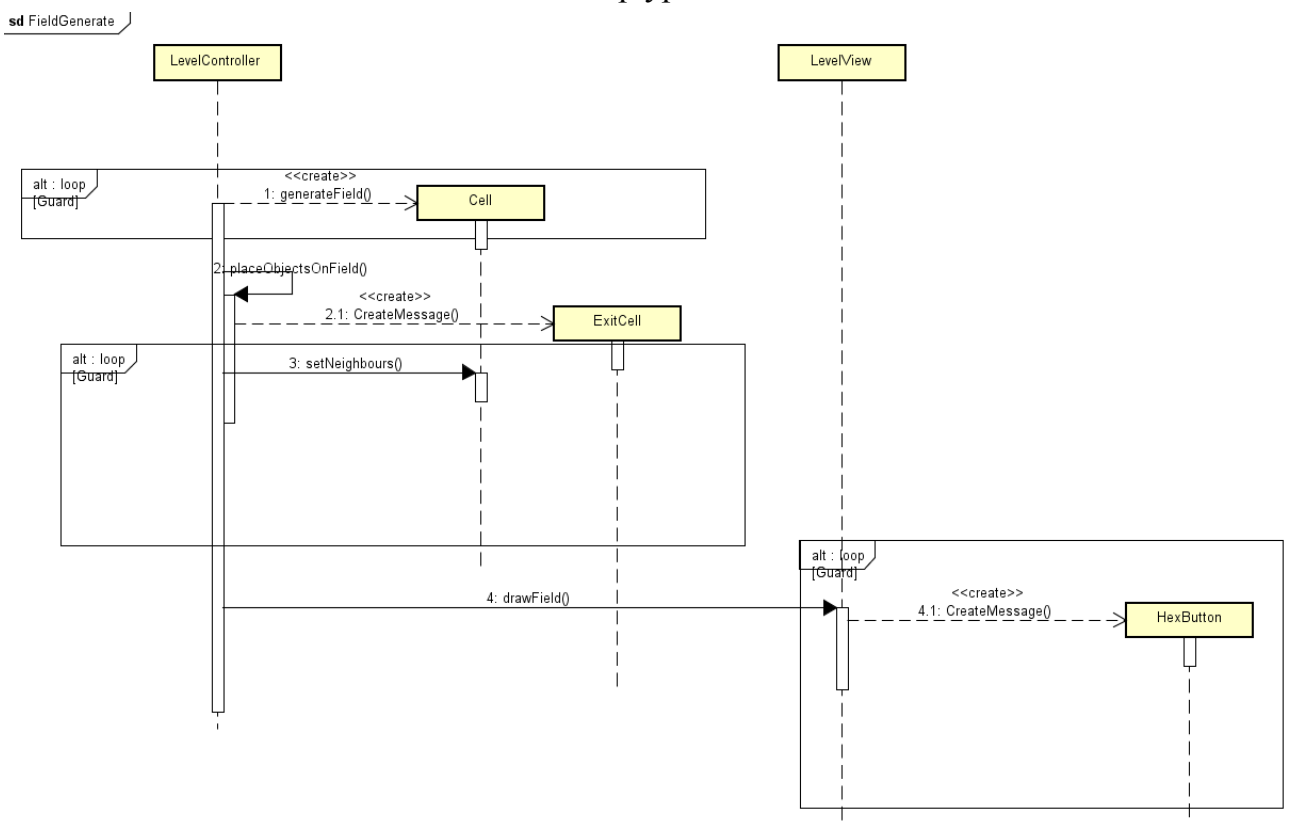 sd FieldGenerate
LevelController
LevelView
alt : loop
[Guard]
<<create>>
1: generateField()
Cell
2: placeObjectsOnField()
<<create>>
2.1: CreateMessage()
ExitCell
alt : loop
[Guard]
3: setNeighbours()
alt : loop
[Guard]
4: drawField()
<<create>>
4.1: CreateMessage()
HexButton